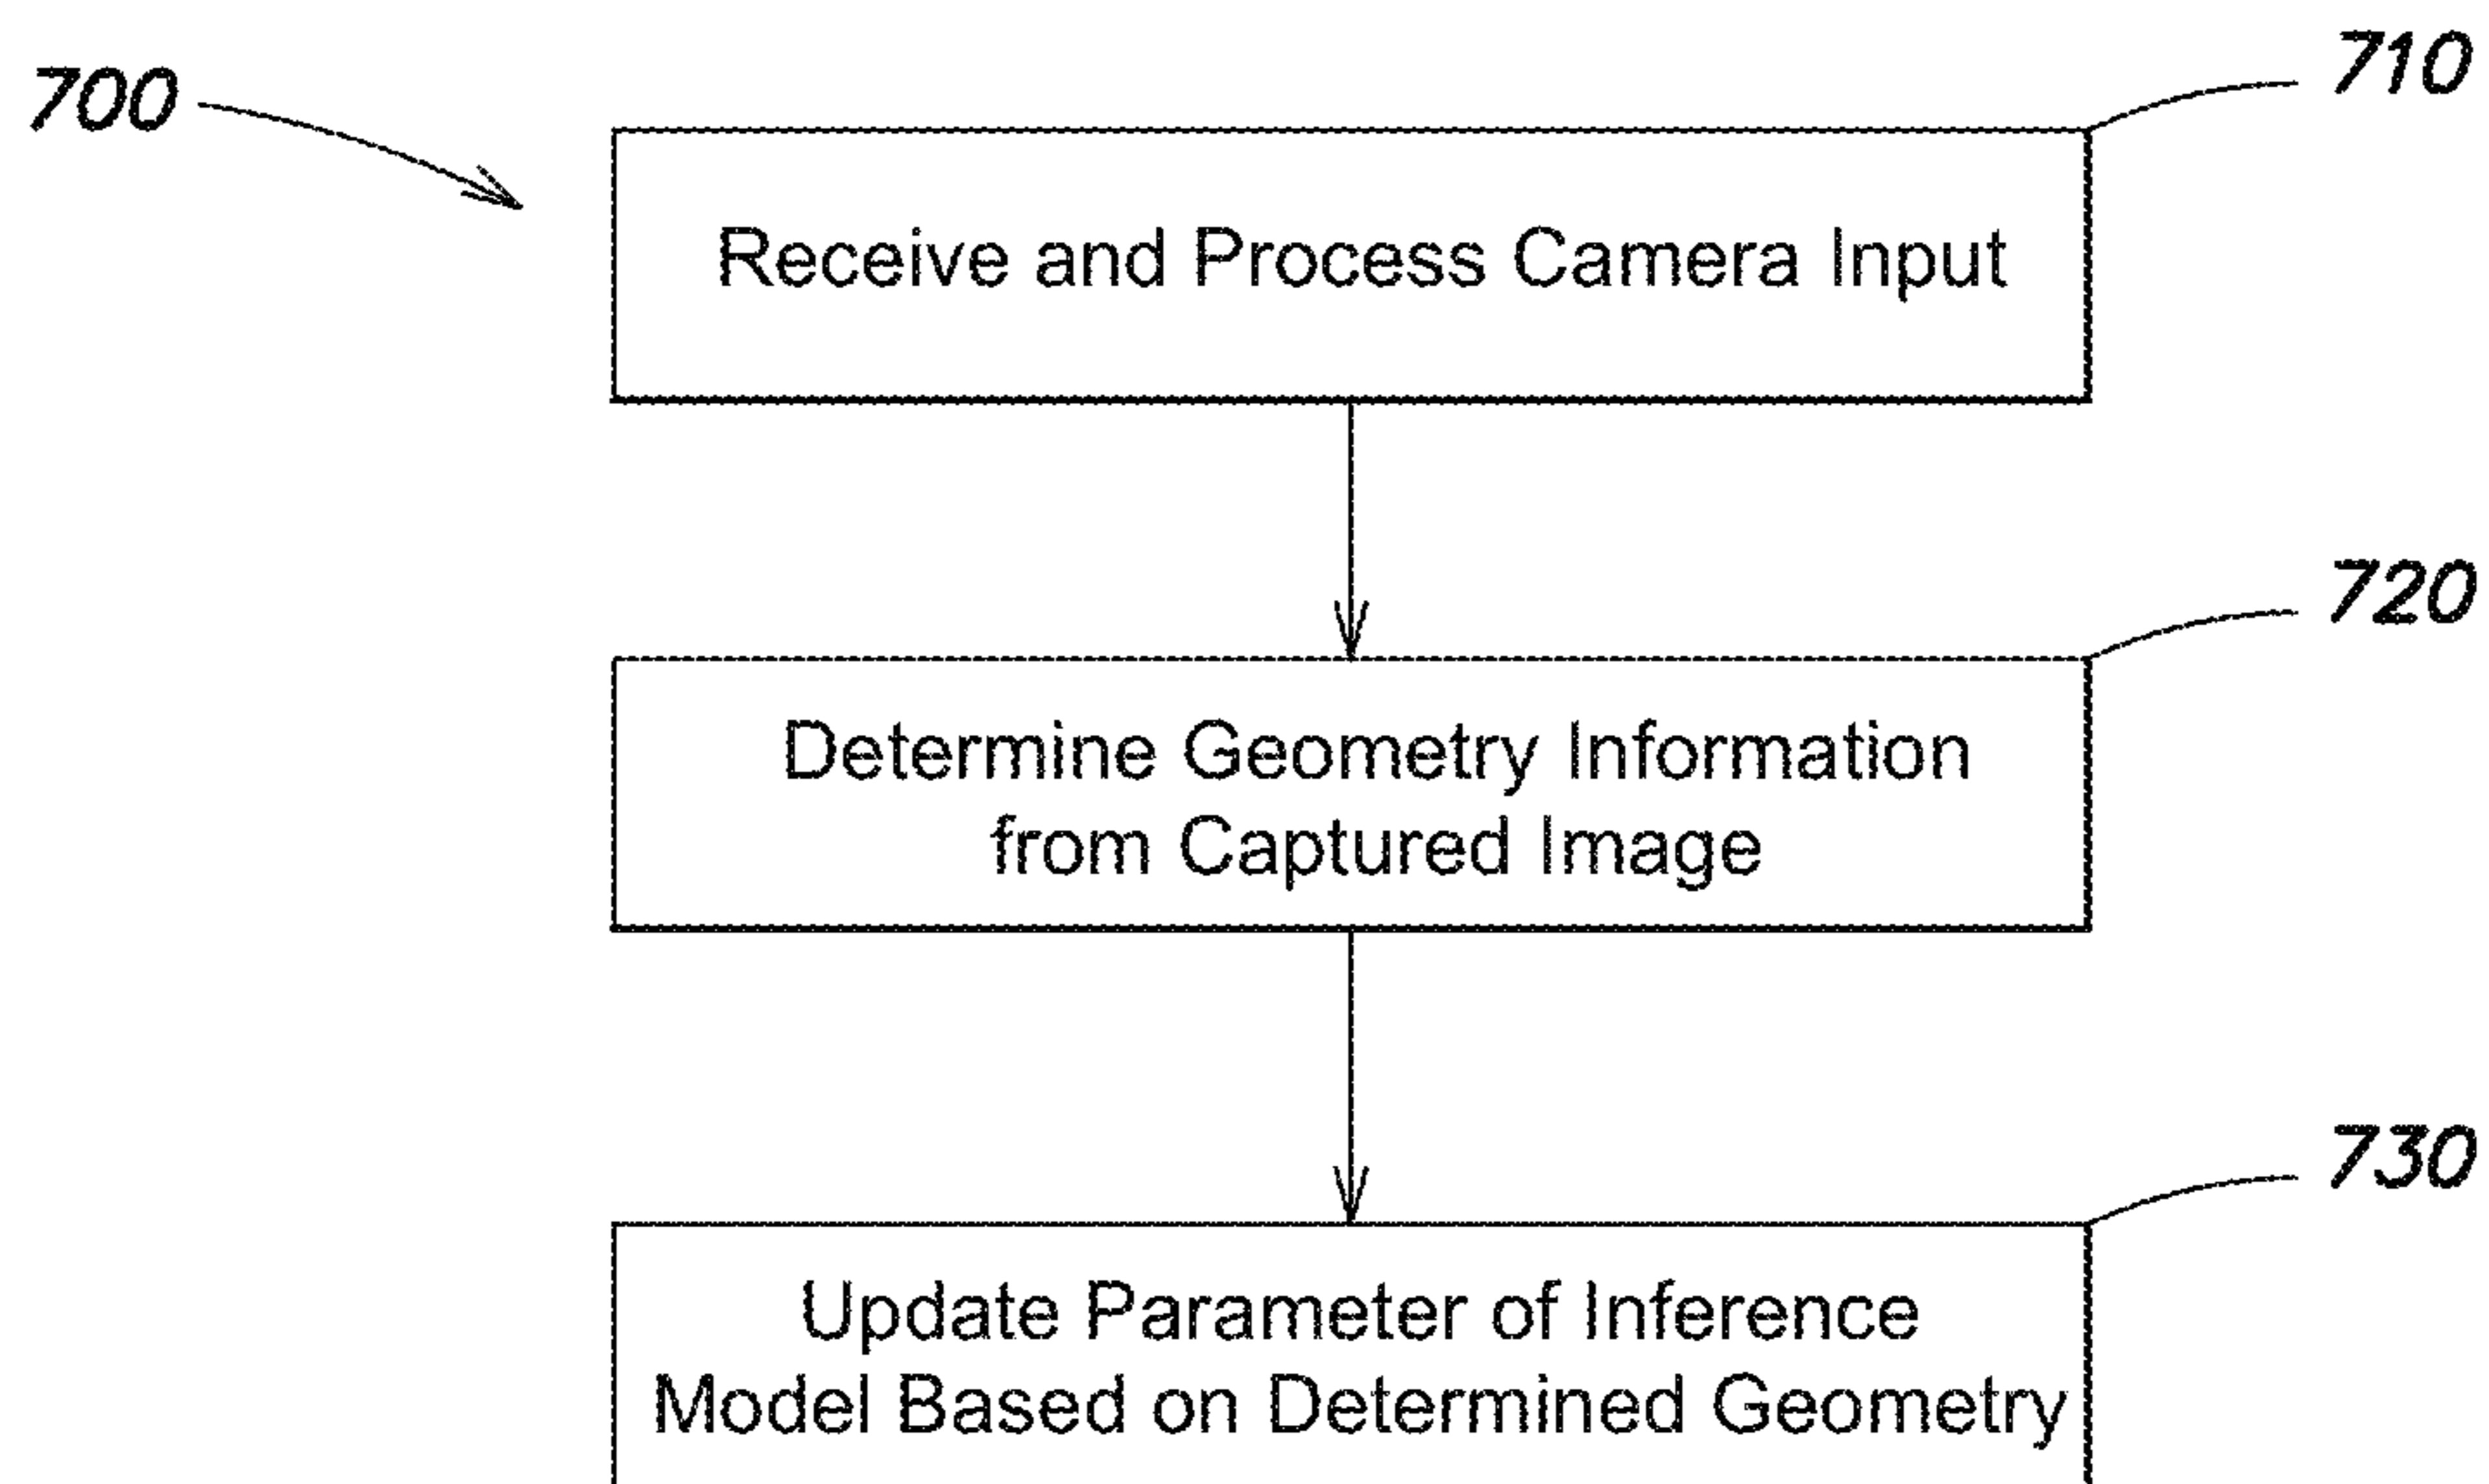 700
710
Receive and Process Camera Input
720
Determine Geometry Information
from Captured Image
730
Update Parameter of Inference
Model Based on Determined Geometry